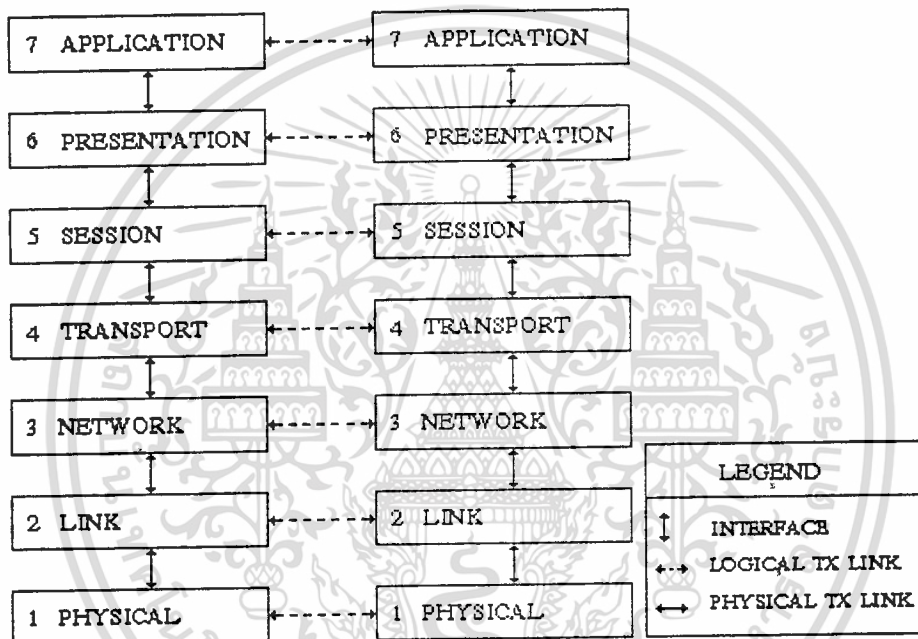 7 APPLICATION
7 APPLICATION
6 PRESENTATION
6 PRESENTATION
5 SESSION
5 SESSION
4 TRANSPORT
4 TRANSPORT
3 NETWORK
3 NETWORK
2 LINK
2 LINK
1 PHYSICAL
1 PHYSICAL
LEGEND
INTERFACE
LOGICAL TX LINK
PHYSICAL TX LINK